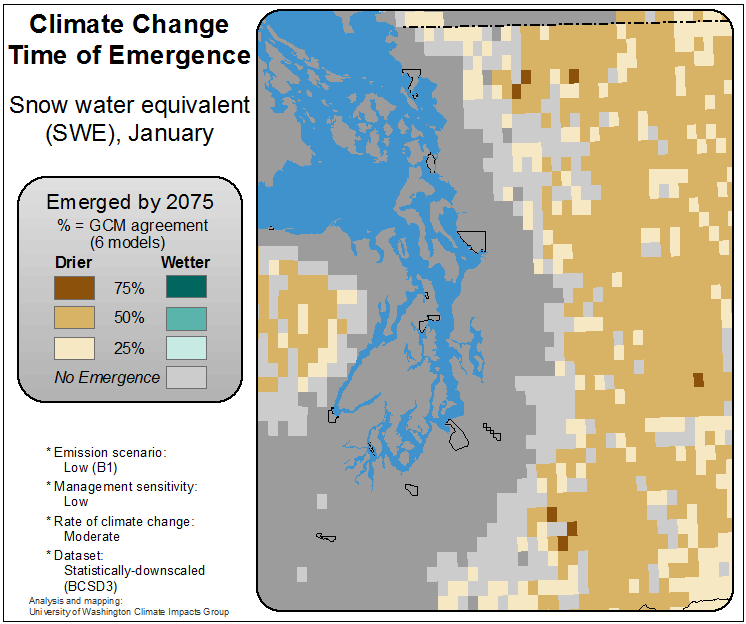 Climate Change
Time of Emergence
Snow water equivalent
(SWE), January
Emerged by 2075
% = GCM agreement
(6 models)
Drier Wetter
75%
50%
25%
No Emergence
* Emission scenario:
Low (B1)
* Management sensitivity:
Low
* Rate of climate change:
Moderate
* Dataset:
Statistically-downscaled
(BCSD3)
Analysis and mapping:
University of Washington Climate Impacts Group